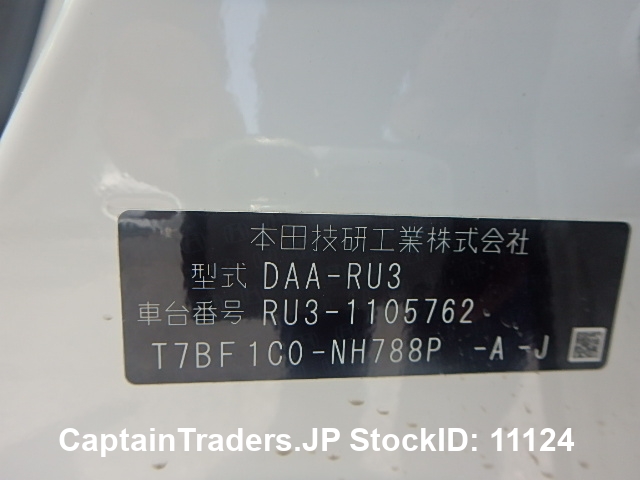 本田技研工業株式会社
型式 DAA-RU3
車台番号 RU3-1105762
T7BF1C0-NH788P -A-J
CaptainTraders.JP StockID: 11124